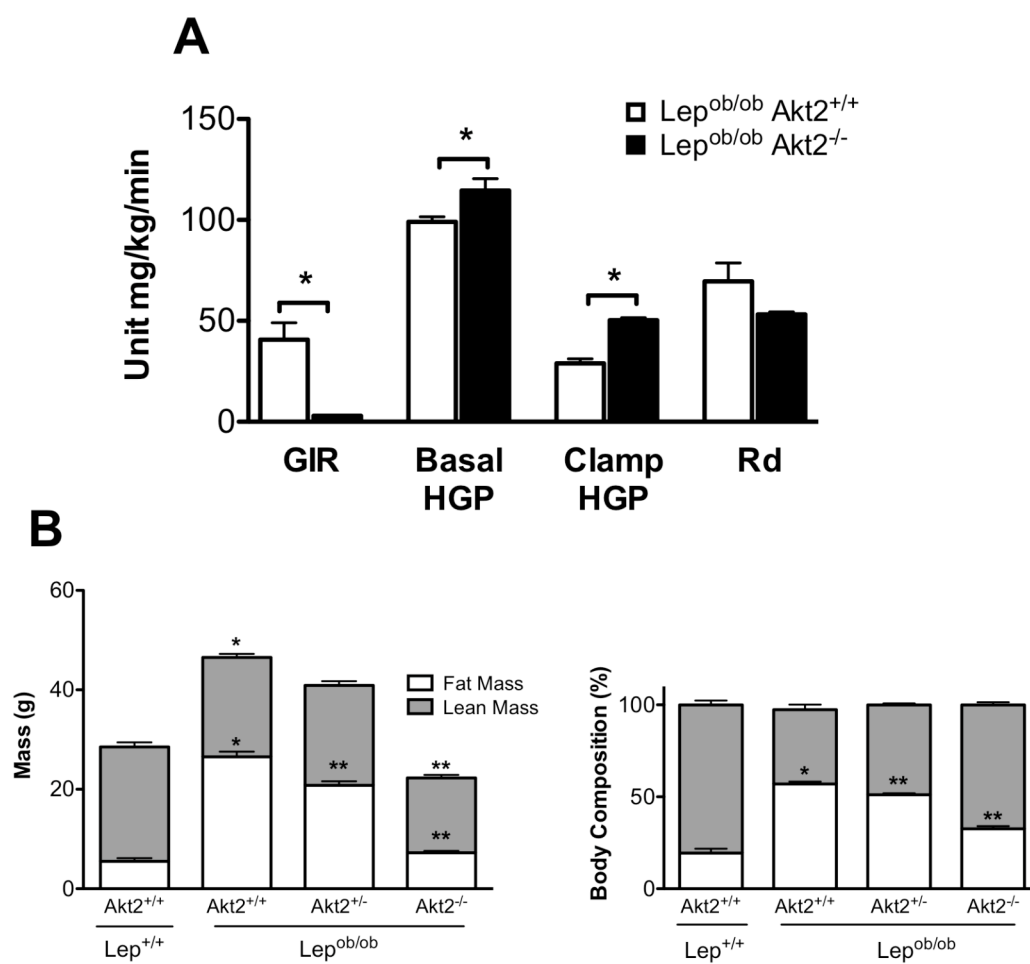 A
Lep^ob/ob Akt2^+/+
Lep^ob/ob Akt2^-/-
Unit mg/kg/min
150
100
50
0
*
*
*
GIR
Basal HGP
Clamp HGP
Rd
B
Mass (g)
60
40
20
0
*
*
**
**
**
Fat Mass
Lean Mass
Akt2^+/+ Akt2^+/+ Akt2^+/- Akt2^-/-
Lep^+/+ Lep^ob/ob
Body Composition (%)
100
50
0
*
**
**
Akt2^+/+ Akt2^+/+ Akt2^+/- Akt2^-/-
Lep^+/+ Lep^ob/ob